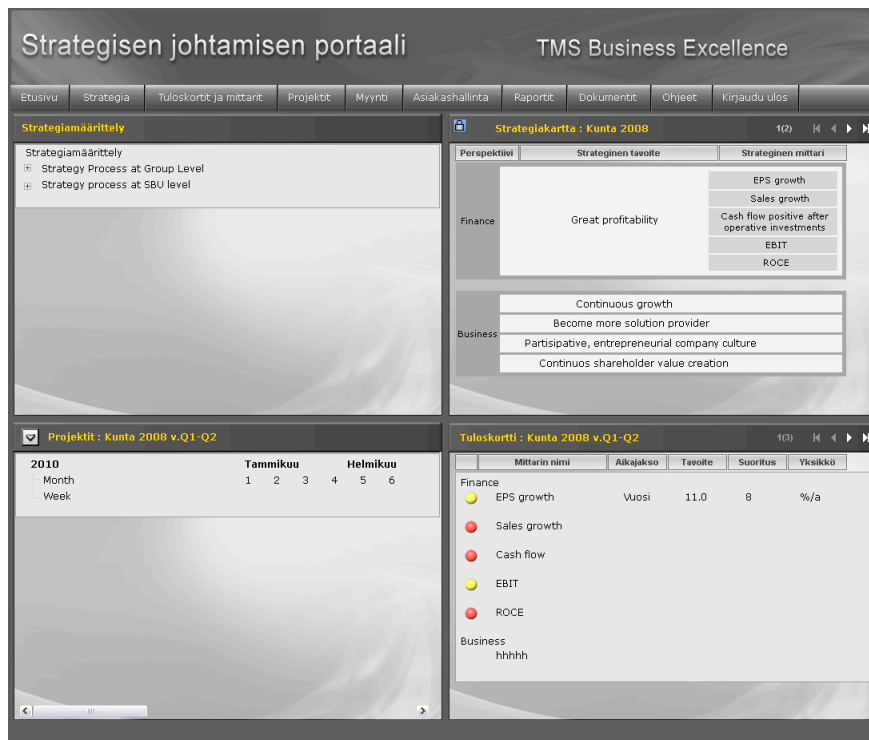 Strategisen johtamisen portaali
TMS Business Excellence
Etusivu Strategia Tuloskortit ja mittarit Projektit Myynti Asiakashallinta Raportit Dokumentit Ohjeet Kirjaudu ulos
Strategiamäärittely
Strategiamäärittely
Strategy Process at Group Level
Strategy process at SBU level
Strategiakartta : Kunta 2008 1(2)
Perspektiivi Strateginen tavoite Strateginen mittari
Finance
Great profitability
EPS growth
Sales growth
Cash flow positive after
operative investments
EBIT
ROCE
Business
Continuous growth
Become more solution provider
Partisipative, entrepreneurial company culture
Continuos shareholder value creation
Projektit : Kunta 2008 v.Q1-Q2
2010 Tammikuu Helmikuu
Month 1 2 3 4 5 6
Week
Tuloskortti : Kunta 2008 v.Q1-Q2 1(3)
Mittarin nimi Aikajakso Tavoite Suoritus Yksikkö
Finance
EPS growth Vuosi 11.0 8 %/a
Sales growth
Cash flow
EBIT
ROCE
Business
hhhhh